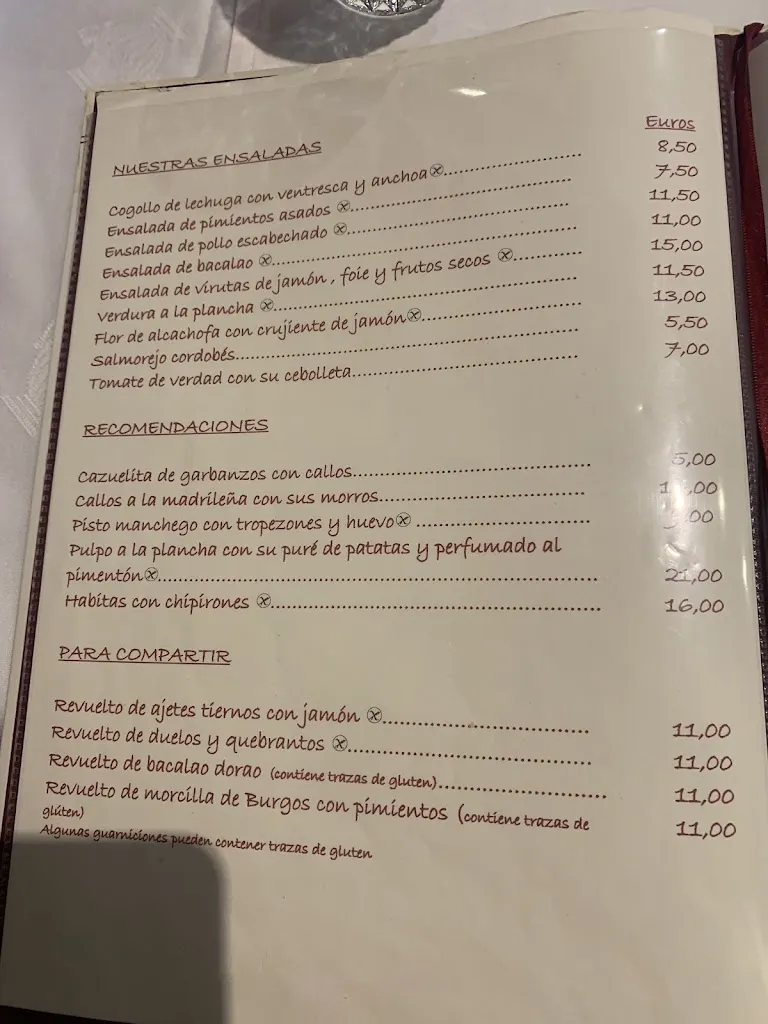 Euros
NUESTRAS ENSALADAS
Cogollo de lechuga con ventresca y anchoaⓧ.......................... 8,50
Ensalada de pimientos asados ⓧ.......................................... 7,50
Ensalada de pollo escabechado ⓧ.......................................... 11,50
Ensalada de bacalao ⓧ.......................................................... 11,00
Ensalada de virutas de jamón , foie y frutos secos ⓧ............. 15,00
Verdura a la plancha ⓧ.......................................................... 11,50
Flor de alcachofa con crujiente de jamónⓧ............................. 13,00
Salmorejo cordobés................................................................. 5,50
Tomate de verdad con su cebolleta........................................... 7,00
RECOMENDACIONES
Cazuelita de garbanzos con callos............................................. 5,00
Callos a la madrileña con sus morros.......................................
Pisto manchego con tropezones y huevoⓧ ................................
Pulpo a la plancha con su puré de patatas y perfumado al
pimentónⓧ............................................................................. 21,00
Habitas con chipirones ⓧ........................................................ 16,00
PARA COMPARTIR
Revuelto de ajetes tiernos con jamón ⓧ................................... 11,00
Revuelto de duelos y quebrantos ⓧ......................................... 11,00
Revuelto de bacalao dorao (contiene trazas de gluten)............................ 11,00
Revuelto de morcilla de Burgos con pimientos (contiene trazas de 11,00
glúten)
Algunas guarniciones pueden contener trazas de gluten